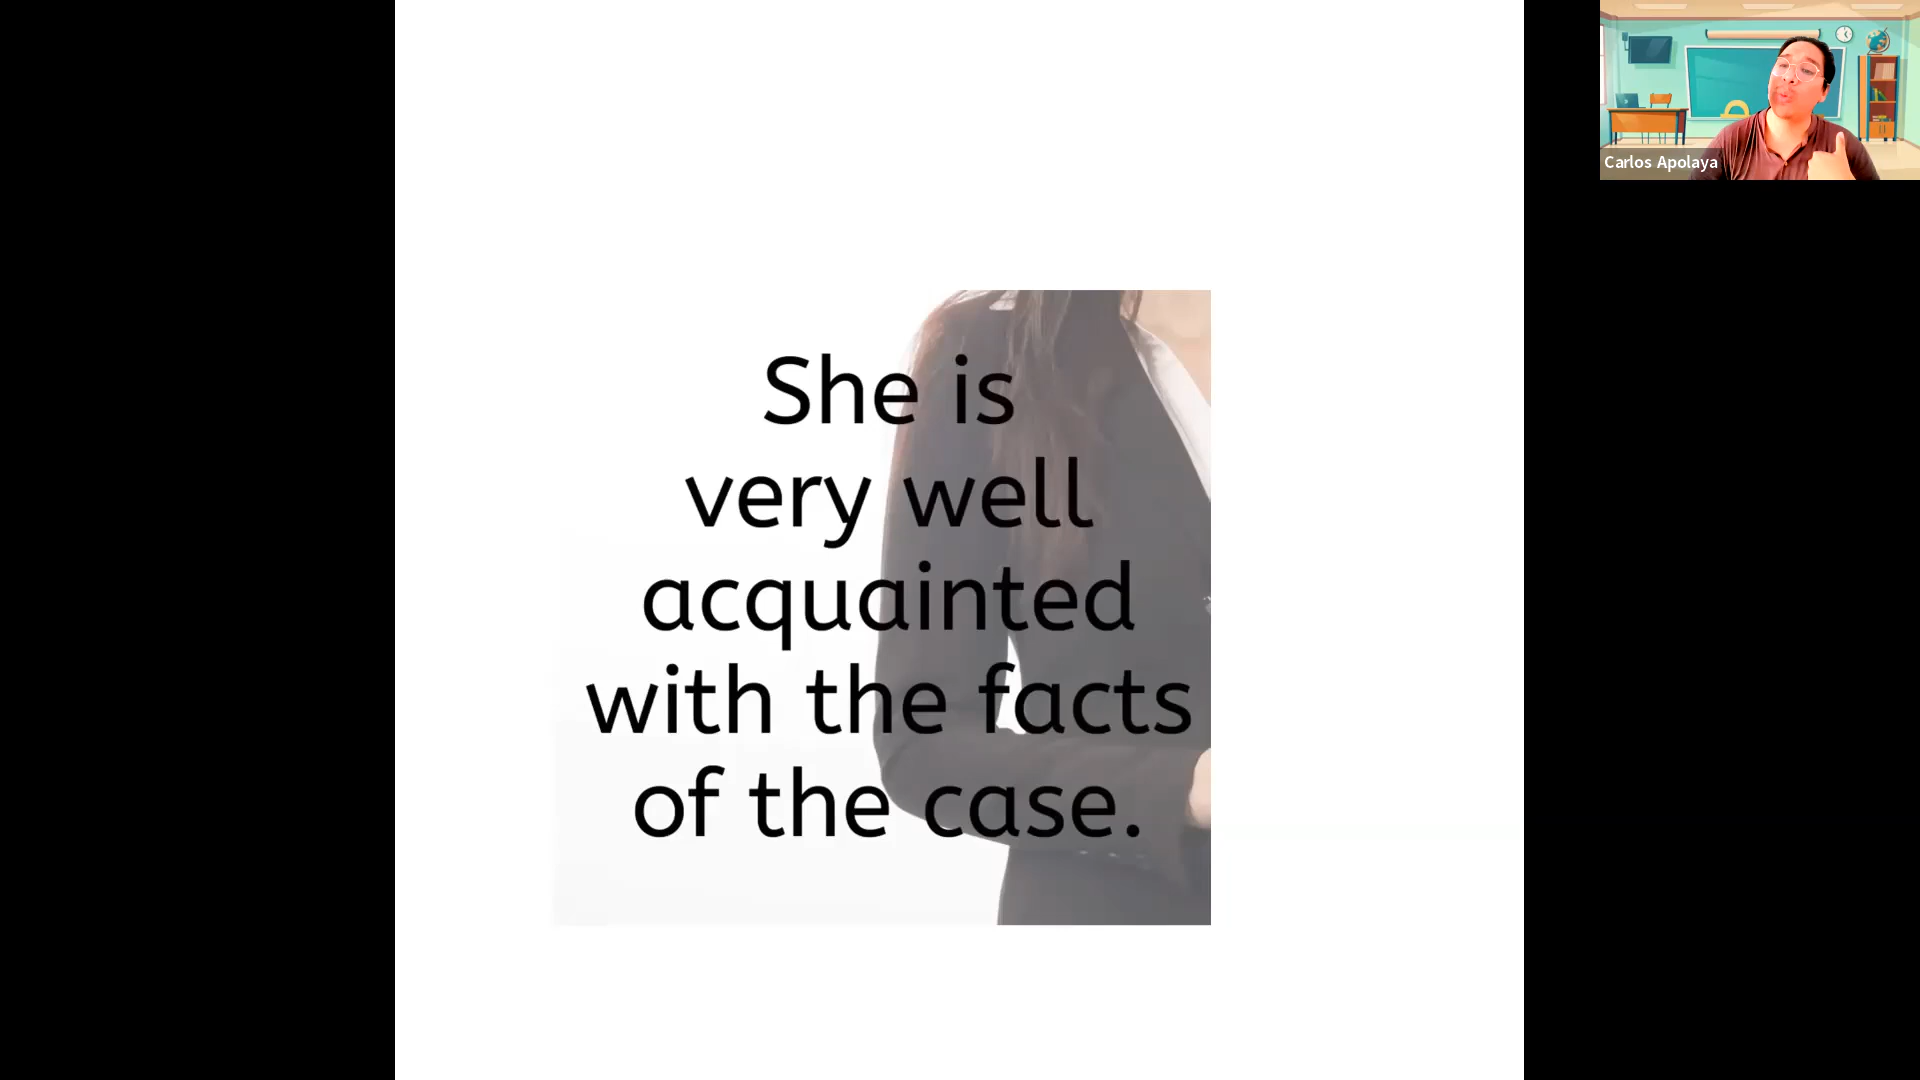 She is
very well
acquainted
with the facts
of the case.
Carlos Apolaya